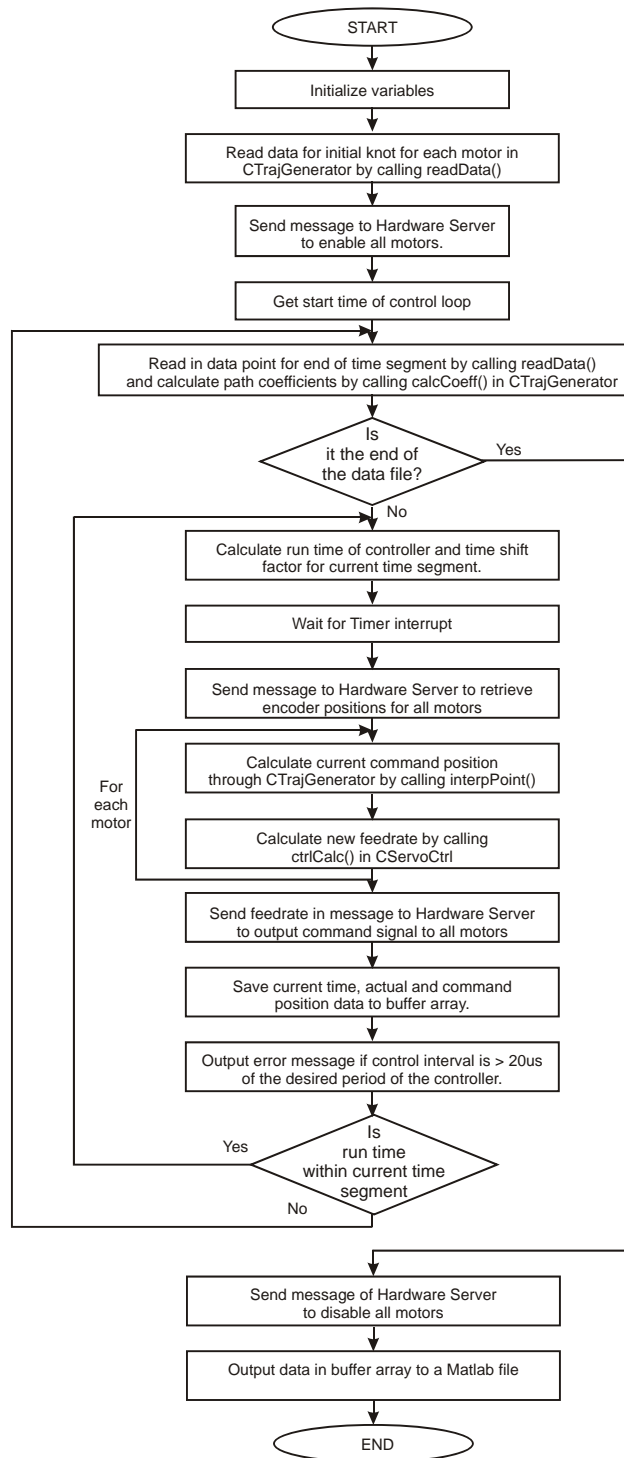 START
Initialize variables
Read data for initial knot for each motor in
CTrajGenerator by calling readData()
Send message to Hardware Server
to enable all motors.
Get start time of control loop
Read in data point for end of time segment by calling readData()
and calculate path coefficients by calling calcCoeff() in CTrajGenerator
Is
it the end of
the data file?
Yes
No
Calculate run time of controller and time shift
factor for current time segment.
Wait for Timer interrupt
Send message to Hardware Server to retrieve
encoder positions for all motors
For
each
motor
Calculate current command position
through CTrajGenerator by calling interpPoint()
Calculate new feedrate by calling
ctrlCalc() in CServoCtrl
Send feedrate in message to Hardware Server
to output command signal to all motors
Save current time, actual and command
position data to buffer array.
Output error message if control interval is > 20us
of the desired period of the controller.
Yes
Is
run time
within current time
segment
No
Send message of Hardware Server
to disable all motors
Output data in buffer array to a Matlab file
END